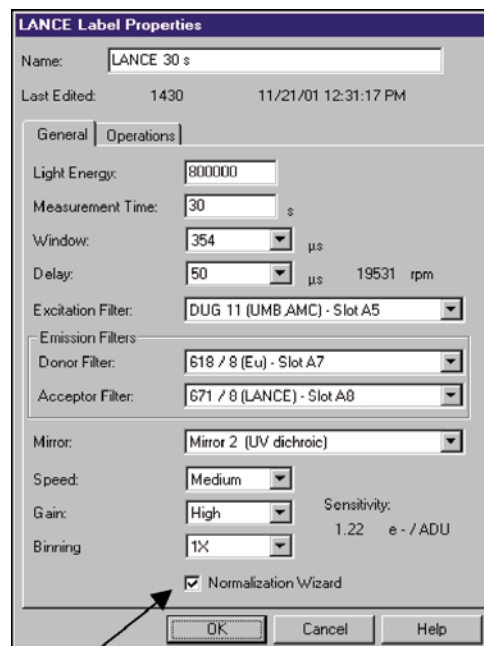 LANCE Label Properties
Name: LANCE 30 s
Last Edited: 1430 11/21/01 12:31:17 PM
General Operations
Light Energy: 800000
Measurement Time: 30 s
Window: 354 µs
Delay: 50 µs 19531 rpm
Excitation Filter: DUG 11 (UMB,AMC) - Slot A5
Emission Filters
Donor Filter: 618 / 8 (Eu) - Slot A7
Acceptor Filter: 671 / 8 (LANCE) - Slot A8
Mirror: Mirror 2 (UV dichroic)
Speed: Medium
Gain: High Sensitivity:
1.22 e - / ADU
Binning 1X
Normalization Wizard
OK Cancel Help